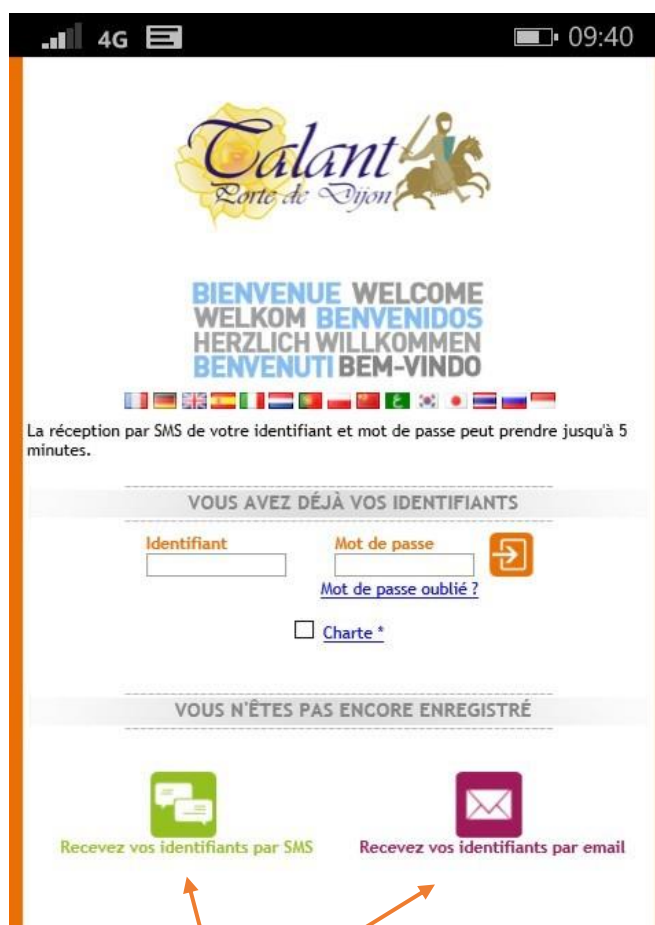 4G 09:40
Talant
Porte de Dijon
BIENVENUE WELCOME
WELKOM BENVENIDOS
HERZLICH WILLKOMMEN
BENVENUTI BEM-VINDO
La réception par SMS de votre identifiant et mot de passe peut prendre jusqu'à 5
minutes.
VOUS AVEZ DÉJÀ VOS IDENTIFIANTS
Identifiant Mot de passe
Mot de passe oublié ?
Charte *
VOUS N'ÊTES PAS ENCORE ENREGISTRÉ
Recevez vos identifiants par SMS Recevez vos identifiants par email